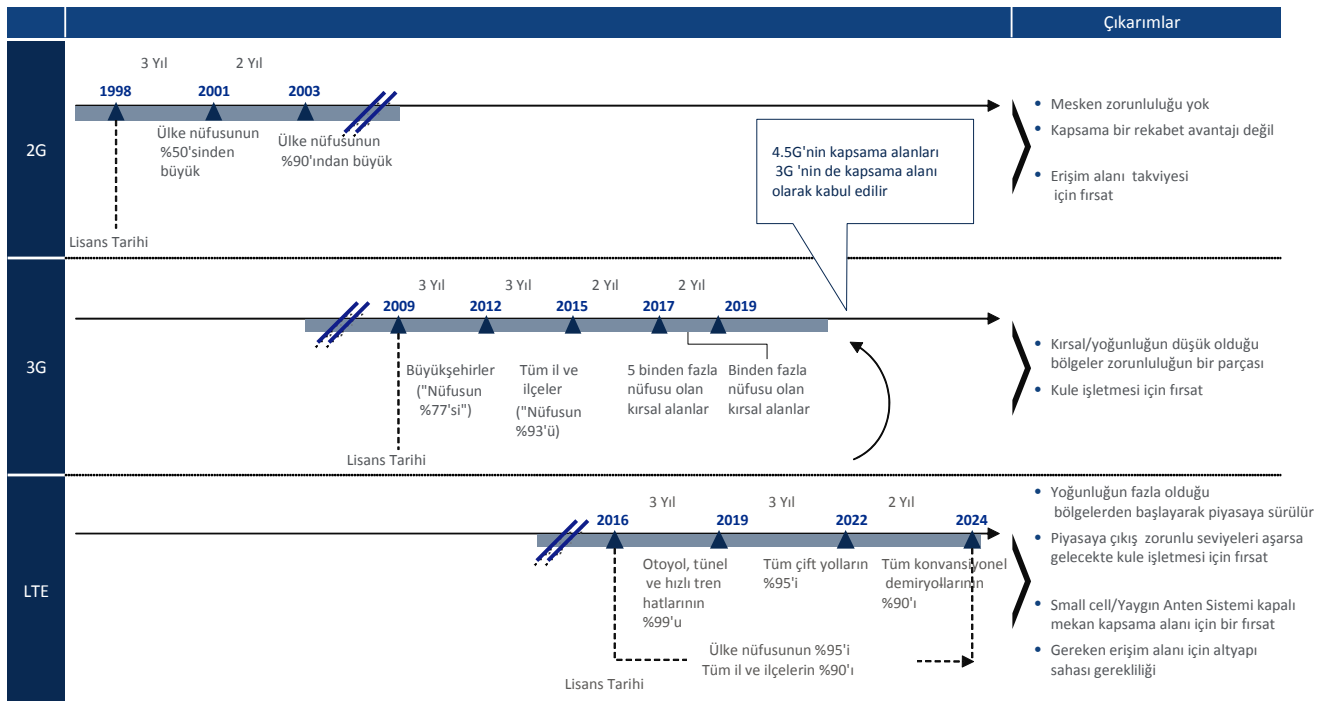 Çıkarımlar
2G
3 Yıl
2 Yıl
1998
2001
2003
Ülke nüfusunun
%50'sinden
büyük
Ülke nüfusunun
%90'ından büyük
Lisans Tarihi
4.5G'nin kapsama alanları
3G 'nin de kapsama alanı
olarak kabul edilir
• Mesken zorunluluğu yok
• Kapsama bir rekabet avantajı değil
• Erişim alanı takviyesi
için fırsat
3G
3 Yıl
3 Yıl
2 Yıl
2 Yıl
2009
2012
2015
2017
2019
Büyükşehirler
("Nüfusun
%77'si")
Tüm il ve
ilçeler
("Nüfusun
%93'ü)
5 binden fazla
nüfusu olan
kırsal alanlar
Binden fazla
nüfusu olan
kırsal alanlar
Lisans Tarihi
• Kırsal/yoğunluğun düşük olduğu
bölgeler zorunluluğun bir parçası
• Kule işletmesi için fırsat
LTE
3 Yıl
3 Yıl
2 Yıl
2016
2019
2022
2024
Otoyol, tünel
ve hızlı tren
hatlarının
%99'u
Tüm çift yolların
%95'i
Tüm konvansiyonel
demiryollarının
%90'ı
Ülke nüfusunun %95'i
Tüm il ve ilçelerin %90'ı
Lisans Tarihi
• Yoğunluğun fazla olduğu
bölgelerden başlayarak piyasaya sürülür
• Piyasaya çıkış zorunlu seviyeleri aşarsa
gelecekte kule işletmesi için fırsat
• Small cell/Yaygın Anten Sistemi kapalı
mekan kapsama alanı için bir fırsat
• Gereken erişim alanı için altyapı
sahası gerekliliği